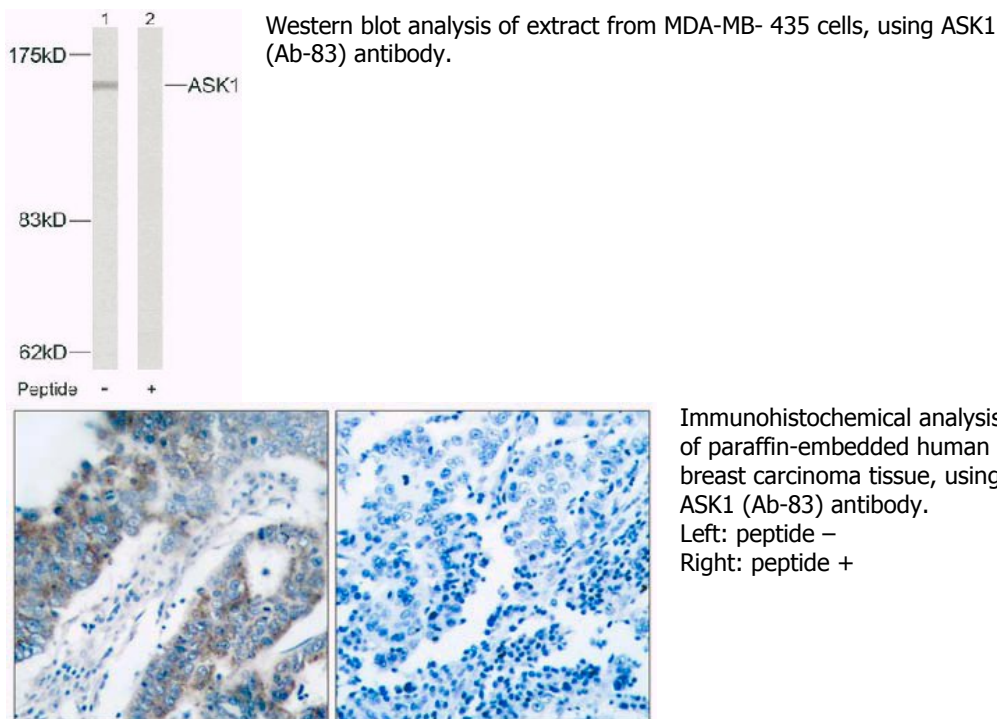 1 2
Western blot analysis of extract from MDA-MB- 435 cells, using ASK1
(Ab-83) antibody.
175kD
ASK1
83kD
62kD
Peptide - +
Immunohistochemical analysis
of paraffin-embedded human
breast carcinoma tissue, using
ASK1 (Ab-83) antibody.
Left: peptide –
Right: peptide +